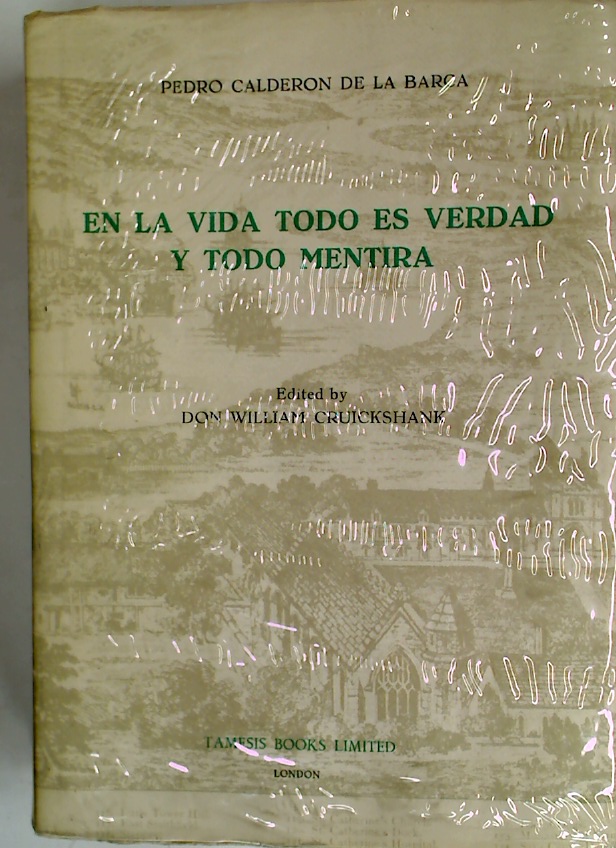 PEDRO CALDERON DE LA BARCA
EN LA VIDA TODO ES VERDAD
Y TODO MENTIRA
Edited by
DON WILLIAM CRUICKSHANK
TAMESIS BOOKS LIMITED
LONDON